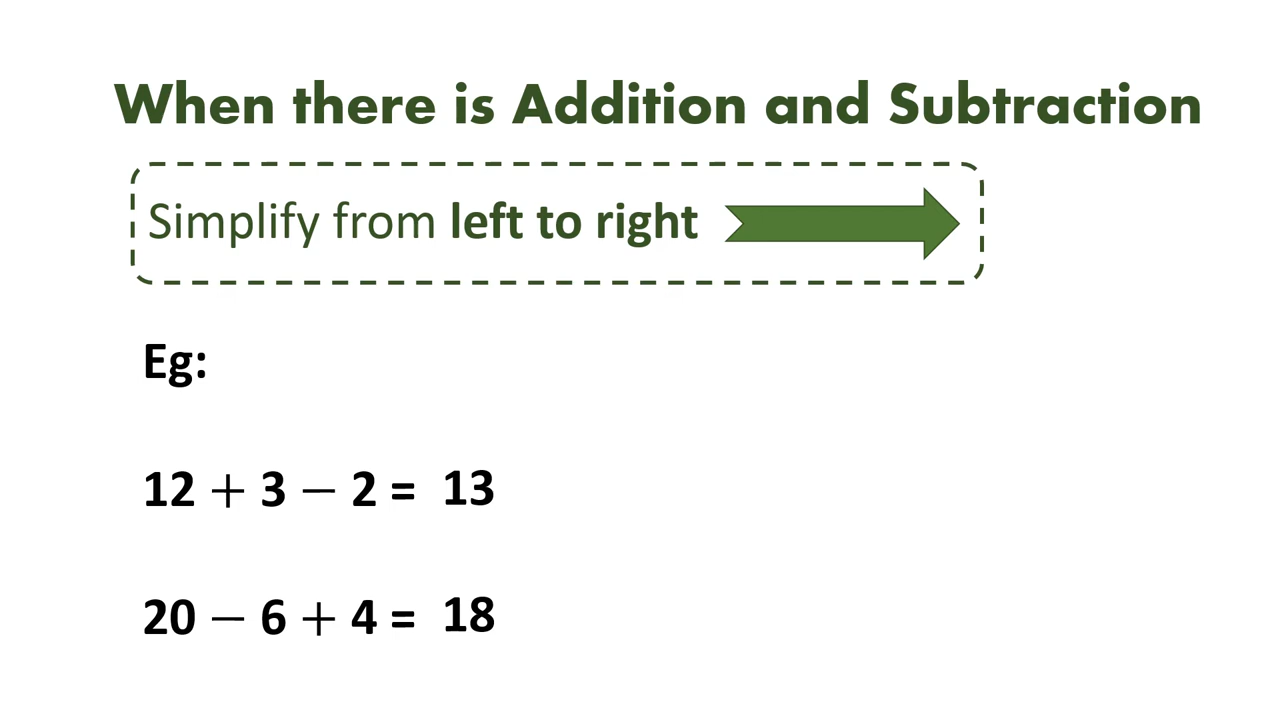 When there is Addition and Subtraction
Simplify from left to right
Eg:
12 + 3 − 2 = 13
20 − 6 + 4 = 18